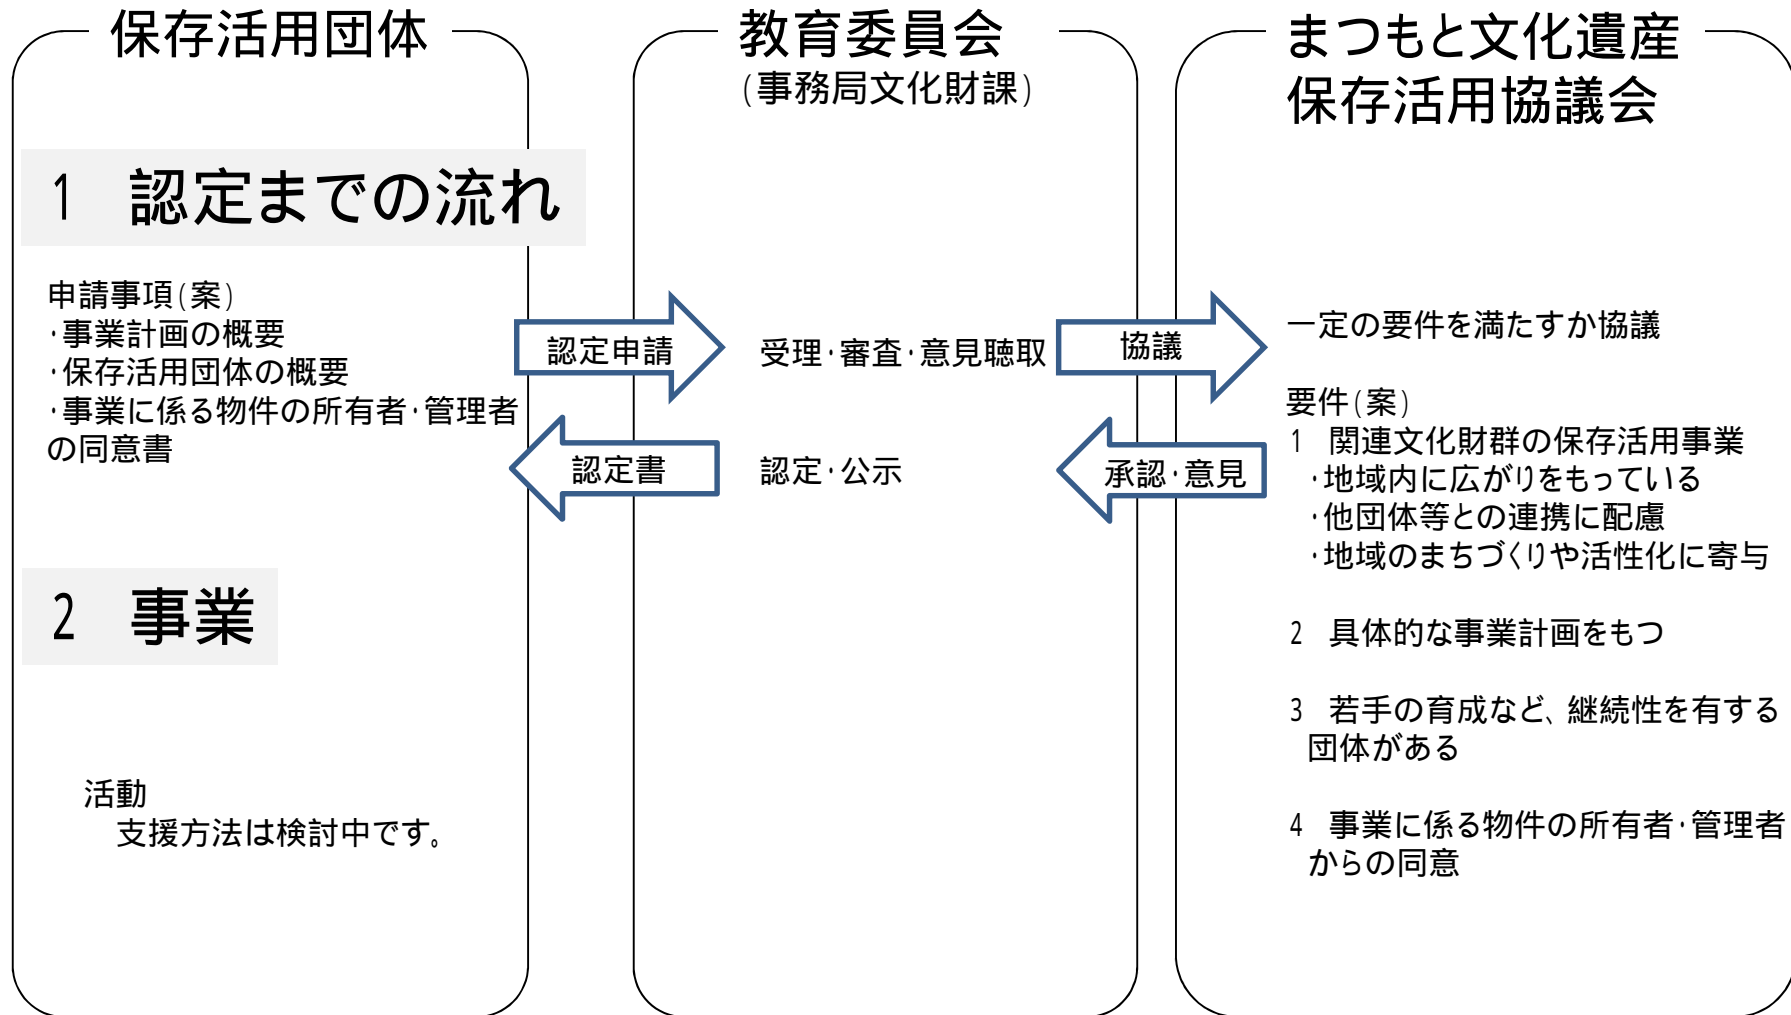 保存活用団体
1 認定までの流れ
申請事項(案)
・事業計画の概要
・保存活用団体の概要
・事業に係る物件の所有者・管理者
の同意書
2 事業
活動
支援方法は検討中です。
認定申請
認定書
教育委員会
(事務局文化財課)
受理・審査・意見聴取
認定・公示
協議
承認・意見
まつもと文化遺産
保存活用協議会
一定の要件を満たすか協議
要件(案)
1 関連文化財群の保存活用事業
・地域内に広がりをもっている
・他団体等との連携に配慮
・地域のまちづくりや活性化に寄与
2 具体的な事業計画をもつ
3 若手の育成など、継続性を有する
団体がある
4 事業に係る物件の所有者・管理者
からの同意